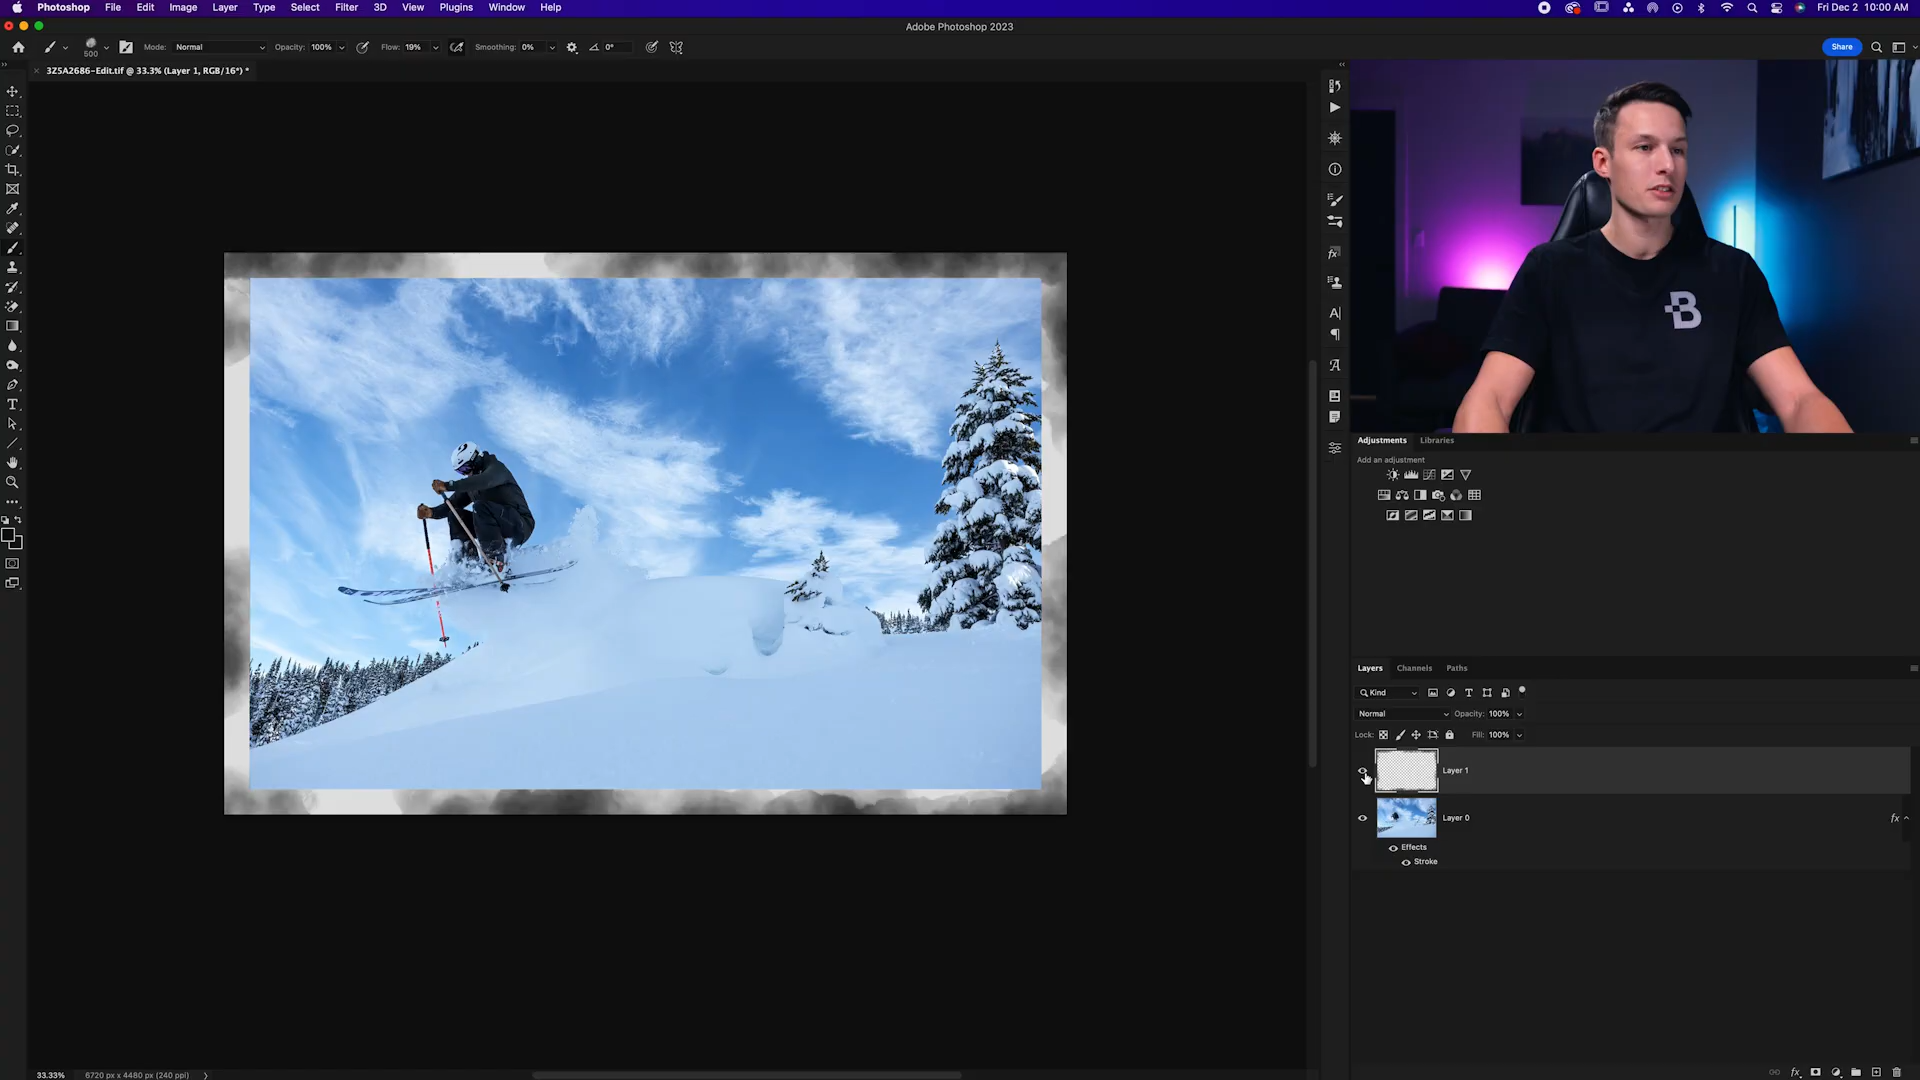 Photoshop File Edit Image Layer Type Select Filter 3D View Plugins Window Help Fri Dec 2 10:00 AM
Adobe Photoshop 2023
500 Mode: Normal Opacity: 100% Flow: 19% Smoothing: 0% 0° Share
3Z5A2686-Edit.tif @ 33.3% (Layer 1, RGB/16*) *
B
Adjustments Libraries
Add an adjustment
Layers Channels Paths
Kind
Normal Opacity: 100%
Lock: Fill: 100%
Layer 1
Layer 0 fx
Effects
Stroke
33.33% 6720 px x 4480 px (240 ppi)